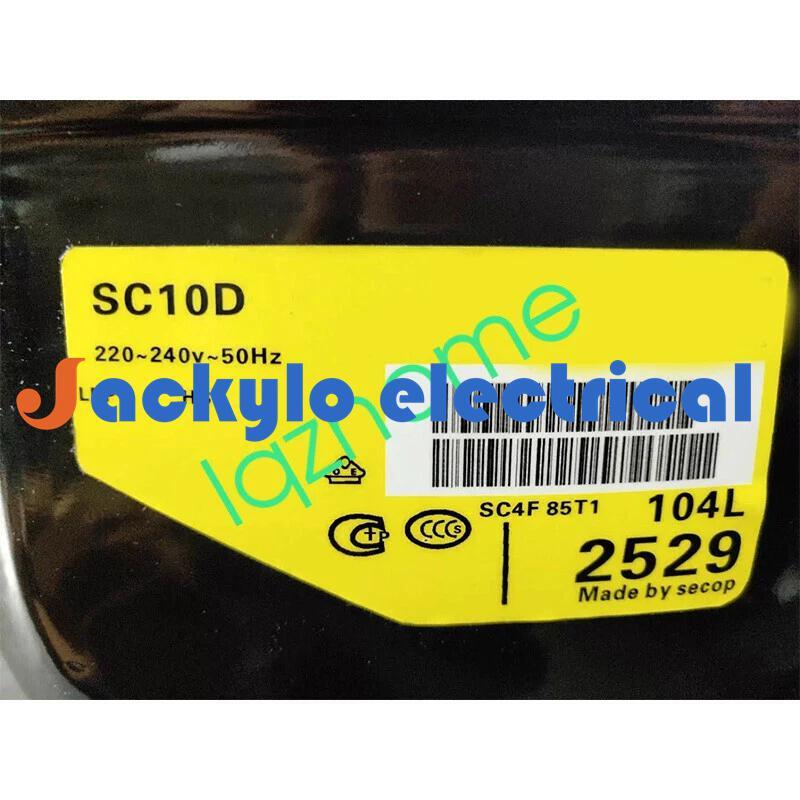 SC10D
220~240v~50Hz
Jackylo electrical
lqzhome
SC4F 85T1 104L
2529
Made by secop